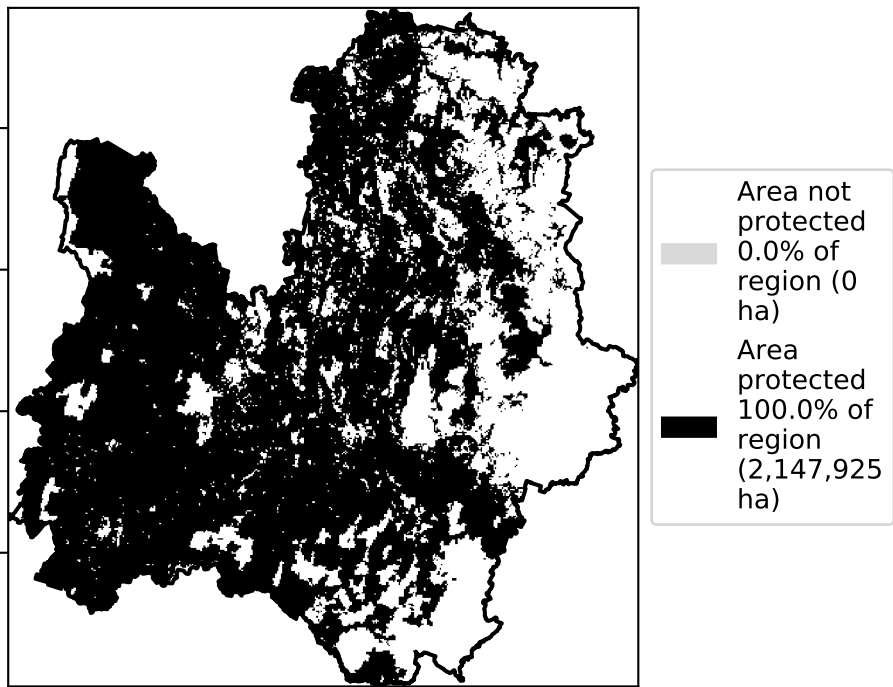 Area not
protected
0.0% of
region (0
ha)
Area
protected
100.0% of
region
(2,147,925
ha)